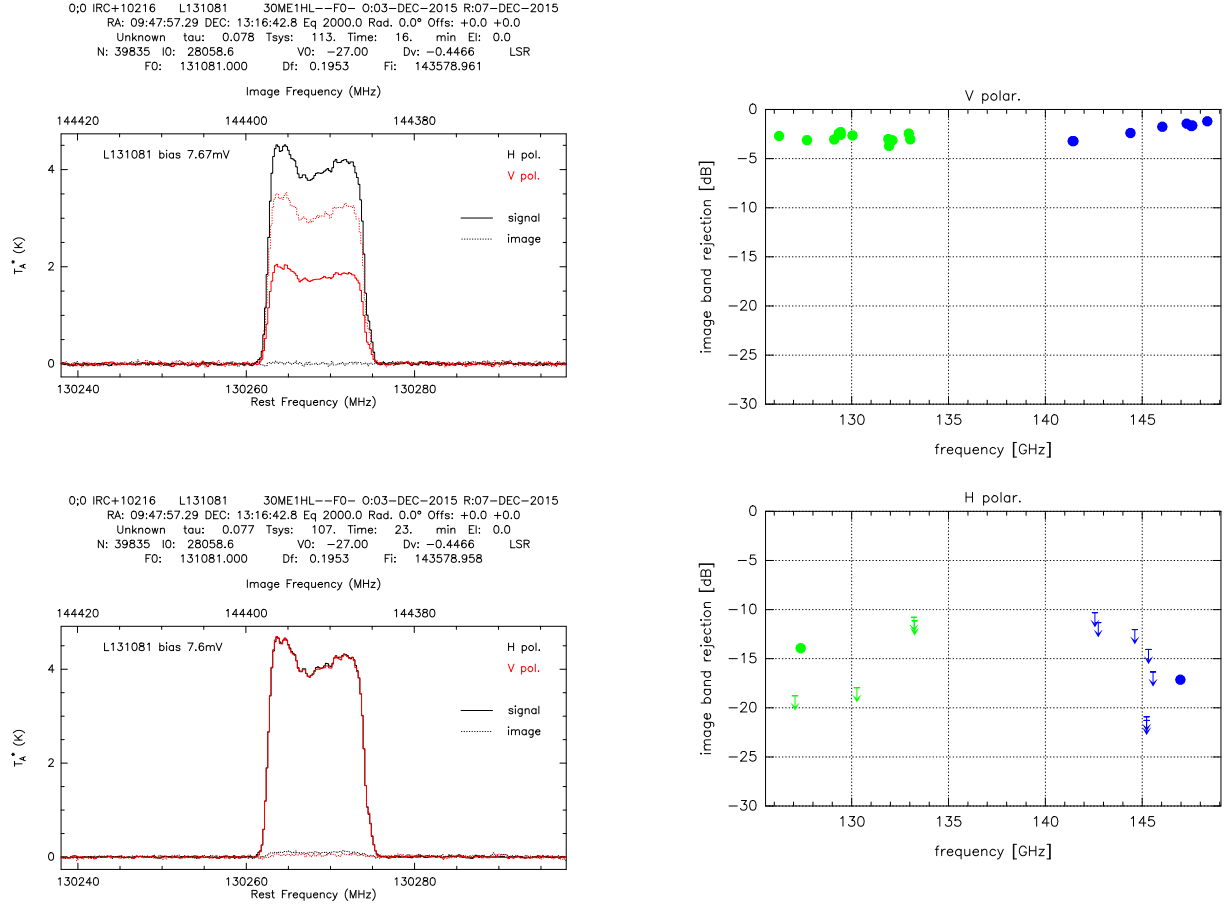 0;0 IRC+10216 L131081 30ME1HL--F0- O:03-DEC-2015 R:07-DEC-2015
RA: 09:47:57.29 DEC: 13:16:42.8 Eq 2000.0 Rad. 0.0° Offs: +0.0 +0.0
Unknown tau: 0.078 Tsys: 113. Time: 16. min El: 0.0
N: 39835 I0: 28058.6 V0: -27.00 Dv: -0.4466 LSR
F0: 131081.000 Df: 0.1953 Fi: 143578.961
Image Frequency (MHz)
144420 144400 144380
L131081 bias 7.67mV
H pol.
V pol.
signal
image
4
2
0
T_A* (K)
130240 130260 130280
Rest Frequency (MHz)
V polar.
0
-5
-10
-15
-20
-25
-30
image band rejection [dB]
130 135 140 145
frequency [GHz]
0;0 IRC+10216 L131081 30ME1HL--F0- O:03-DEC-2015 R:07-DEC-2015
RA: 09:47:57.29 DEC: 13:16:42.8 Eq 2000.0 Rad. 0.0° Offs: +0.0 +0.0
Unknown tau: 0.077 Tsys: 107. Time: 23. min El: 0.0
N: 39835 I0: 28058.6 V0: -27.00 Dv: -0.4466 LSR
F0: 131081.000 Df: 0.1953 Fi: 143578.958
Image Frequency (MHz)
144420 144400 144380
L131081 bias 7.6mV
H pol.
V pol.
signal
image
4
2
0
T_A* (K)
130240 130260 130280
Rest Frequency (MHz)
H polar.
0
-5
-10
-15
-20
-25
-30
image band rejection [dB]
130 135 140 145
frequency [GHz]